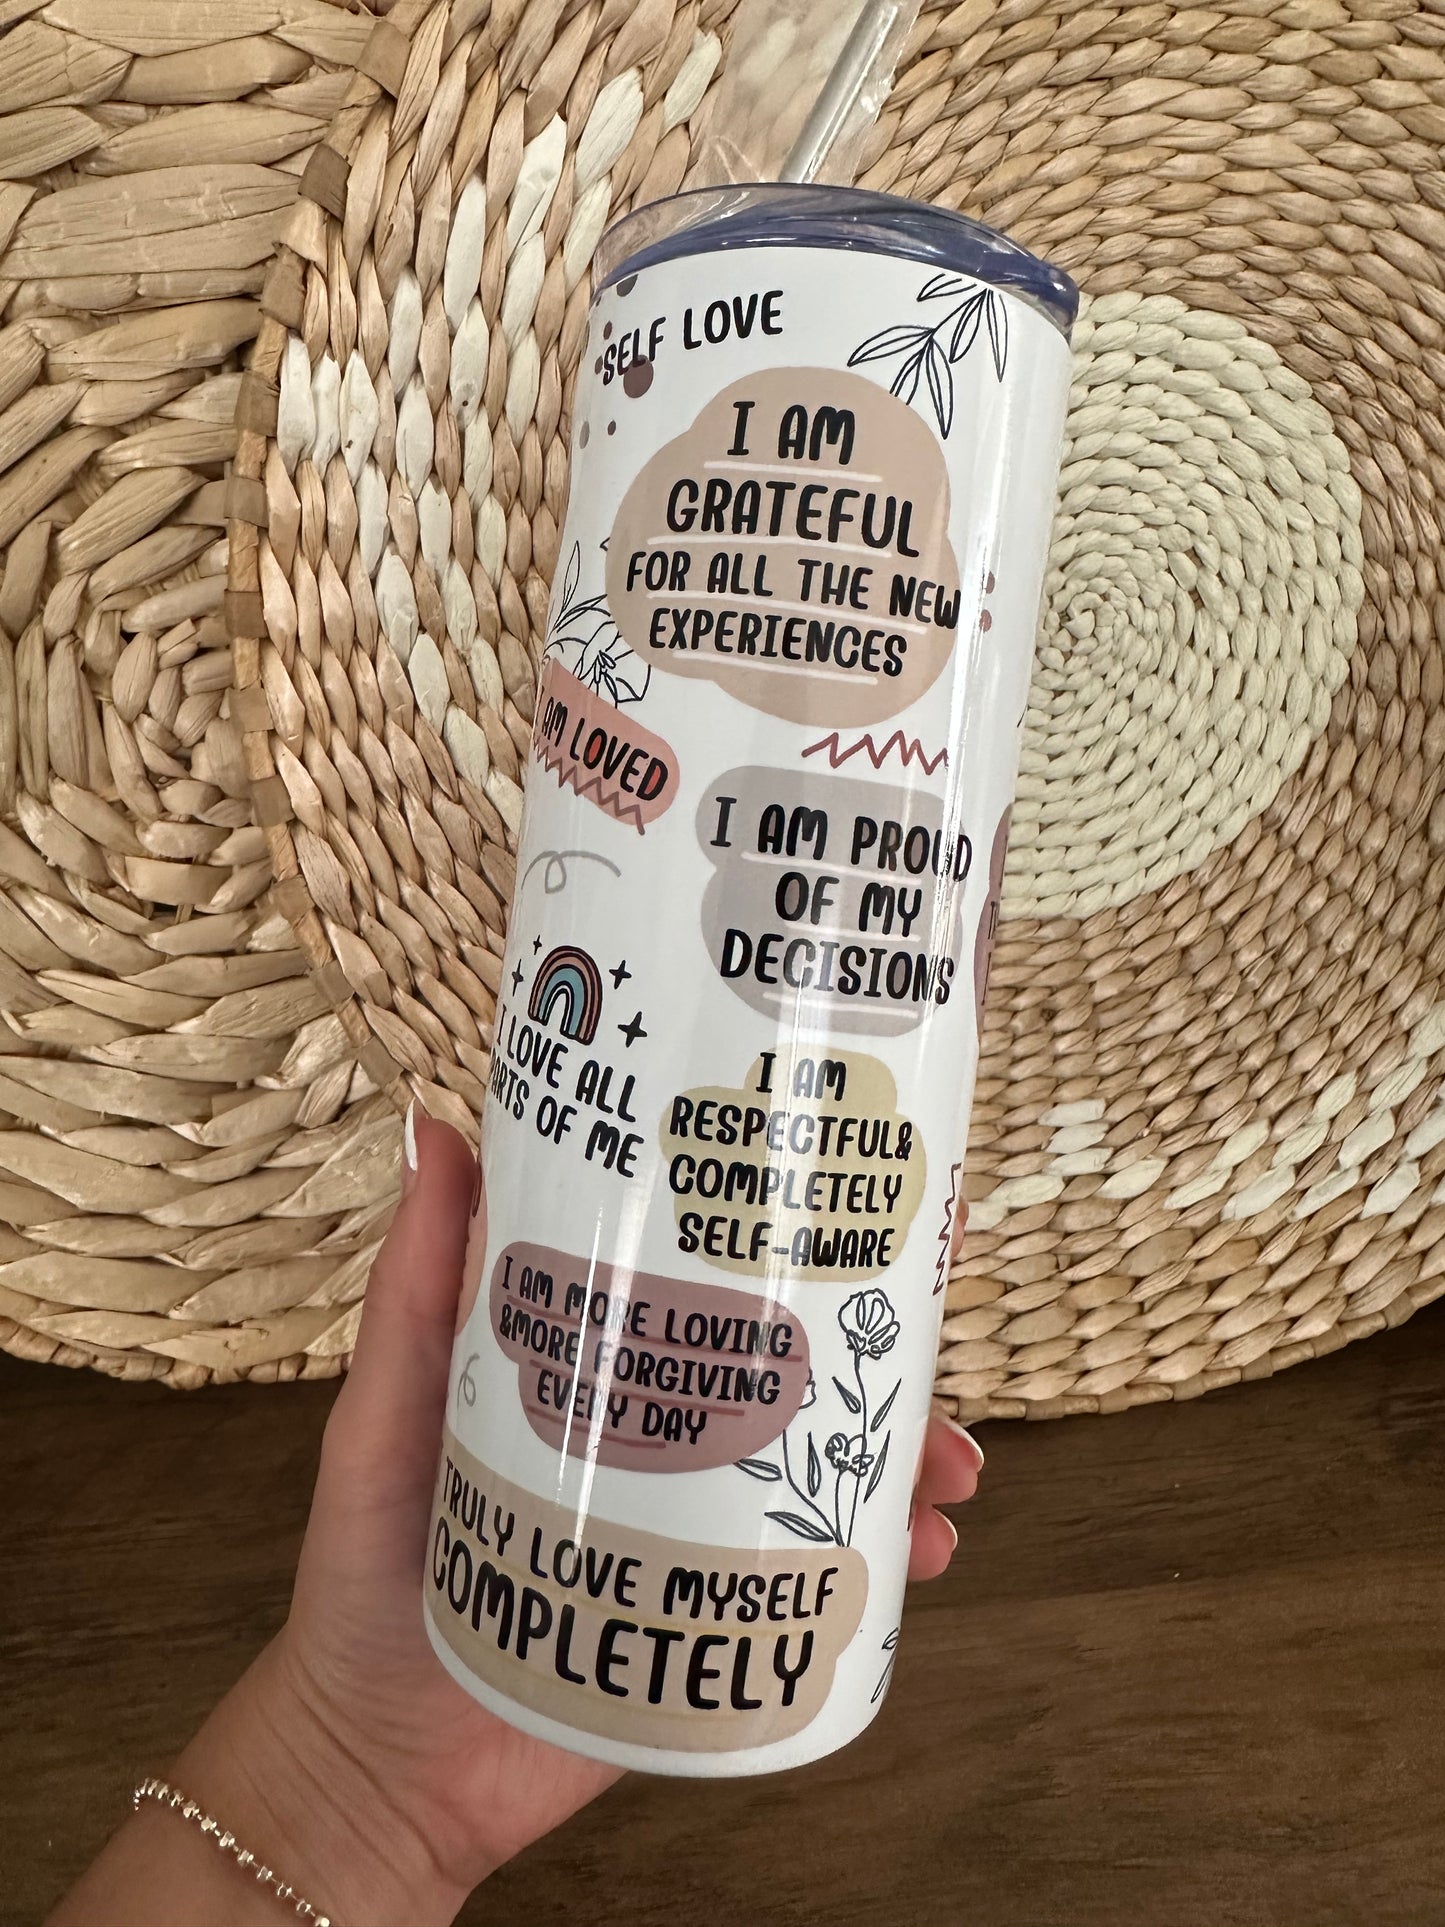 SELF LOVE
I AM
GRATEFUL
FOR ALL THE NEW
EXPERIENCES
I AM LOVED
I AM PROUD
OF MY
DECISIONS
I LOVE ALL
PARTS OF ME
I AM
RESPECTFUL&
COMPLETELY
SELF-AWARE
I AM MORE LOVING
&MORE FORGIVING
EVERY DAY
TRULY LOVE MYSELF
COMPLETELY